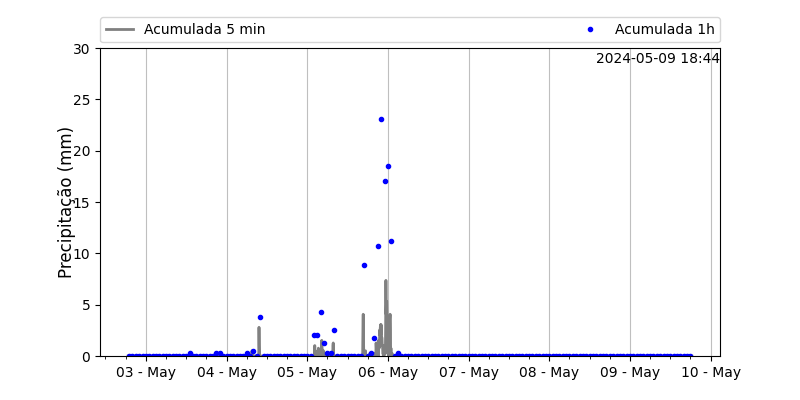 Acumulada 5 min
Acumulada 1h
2024-05-09 18:44
Precipitação (mm)
30
25
20
15
10
5
0
03 - May
04 - May
05 - May
06 - May
07 - May
08 - May
09 - May
10 - May